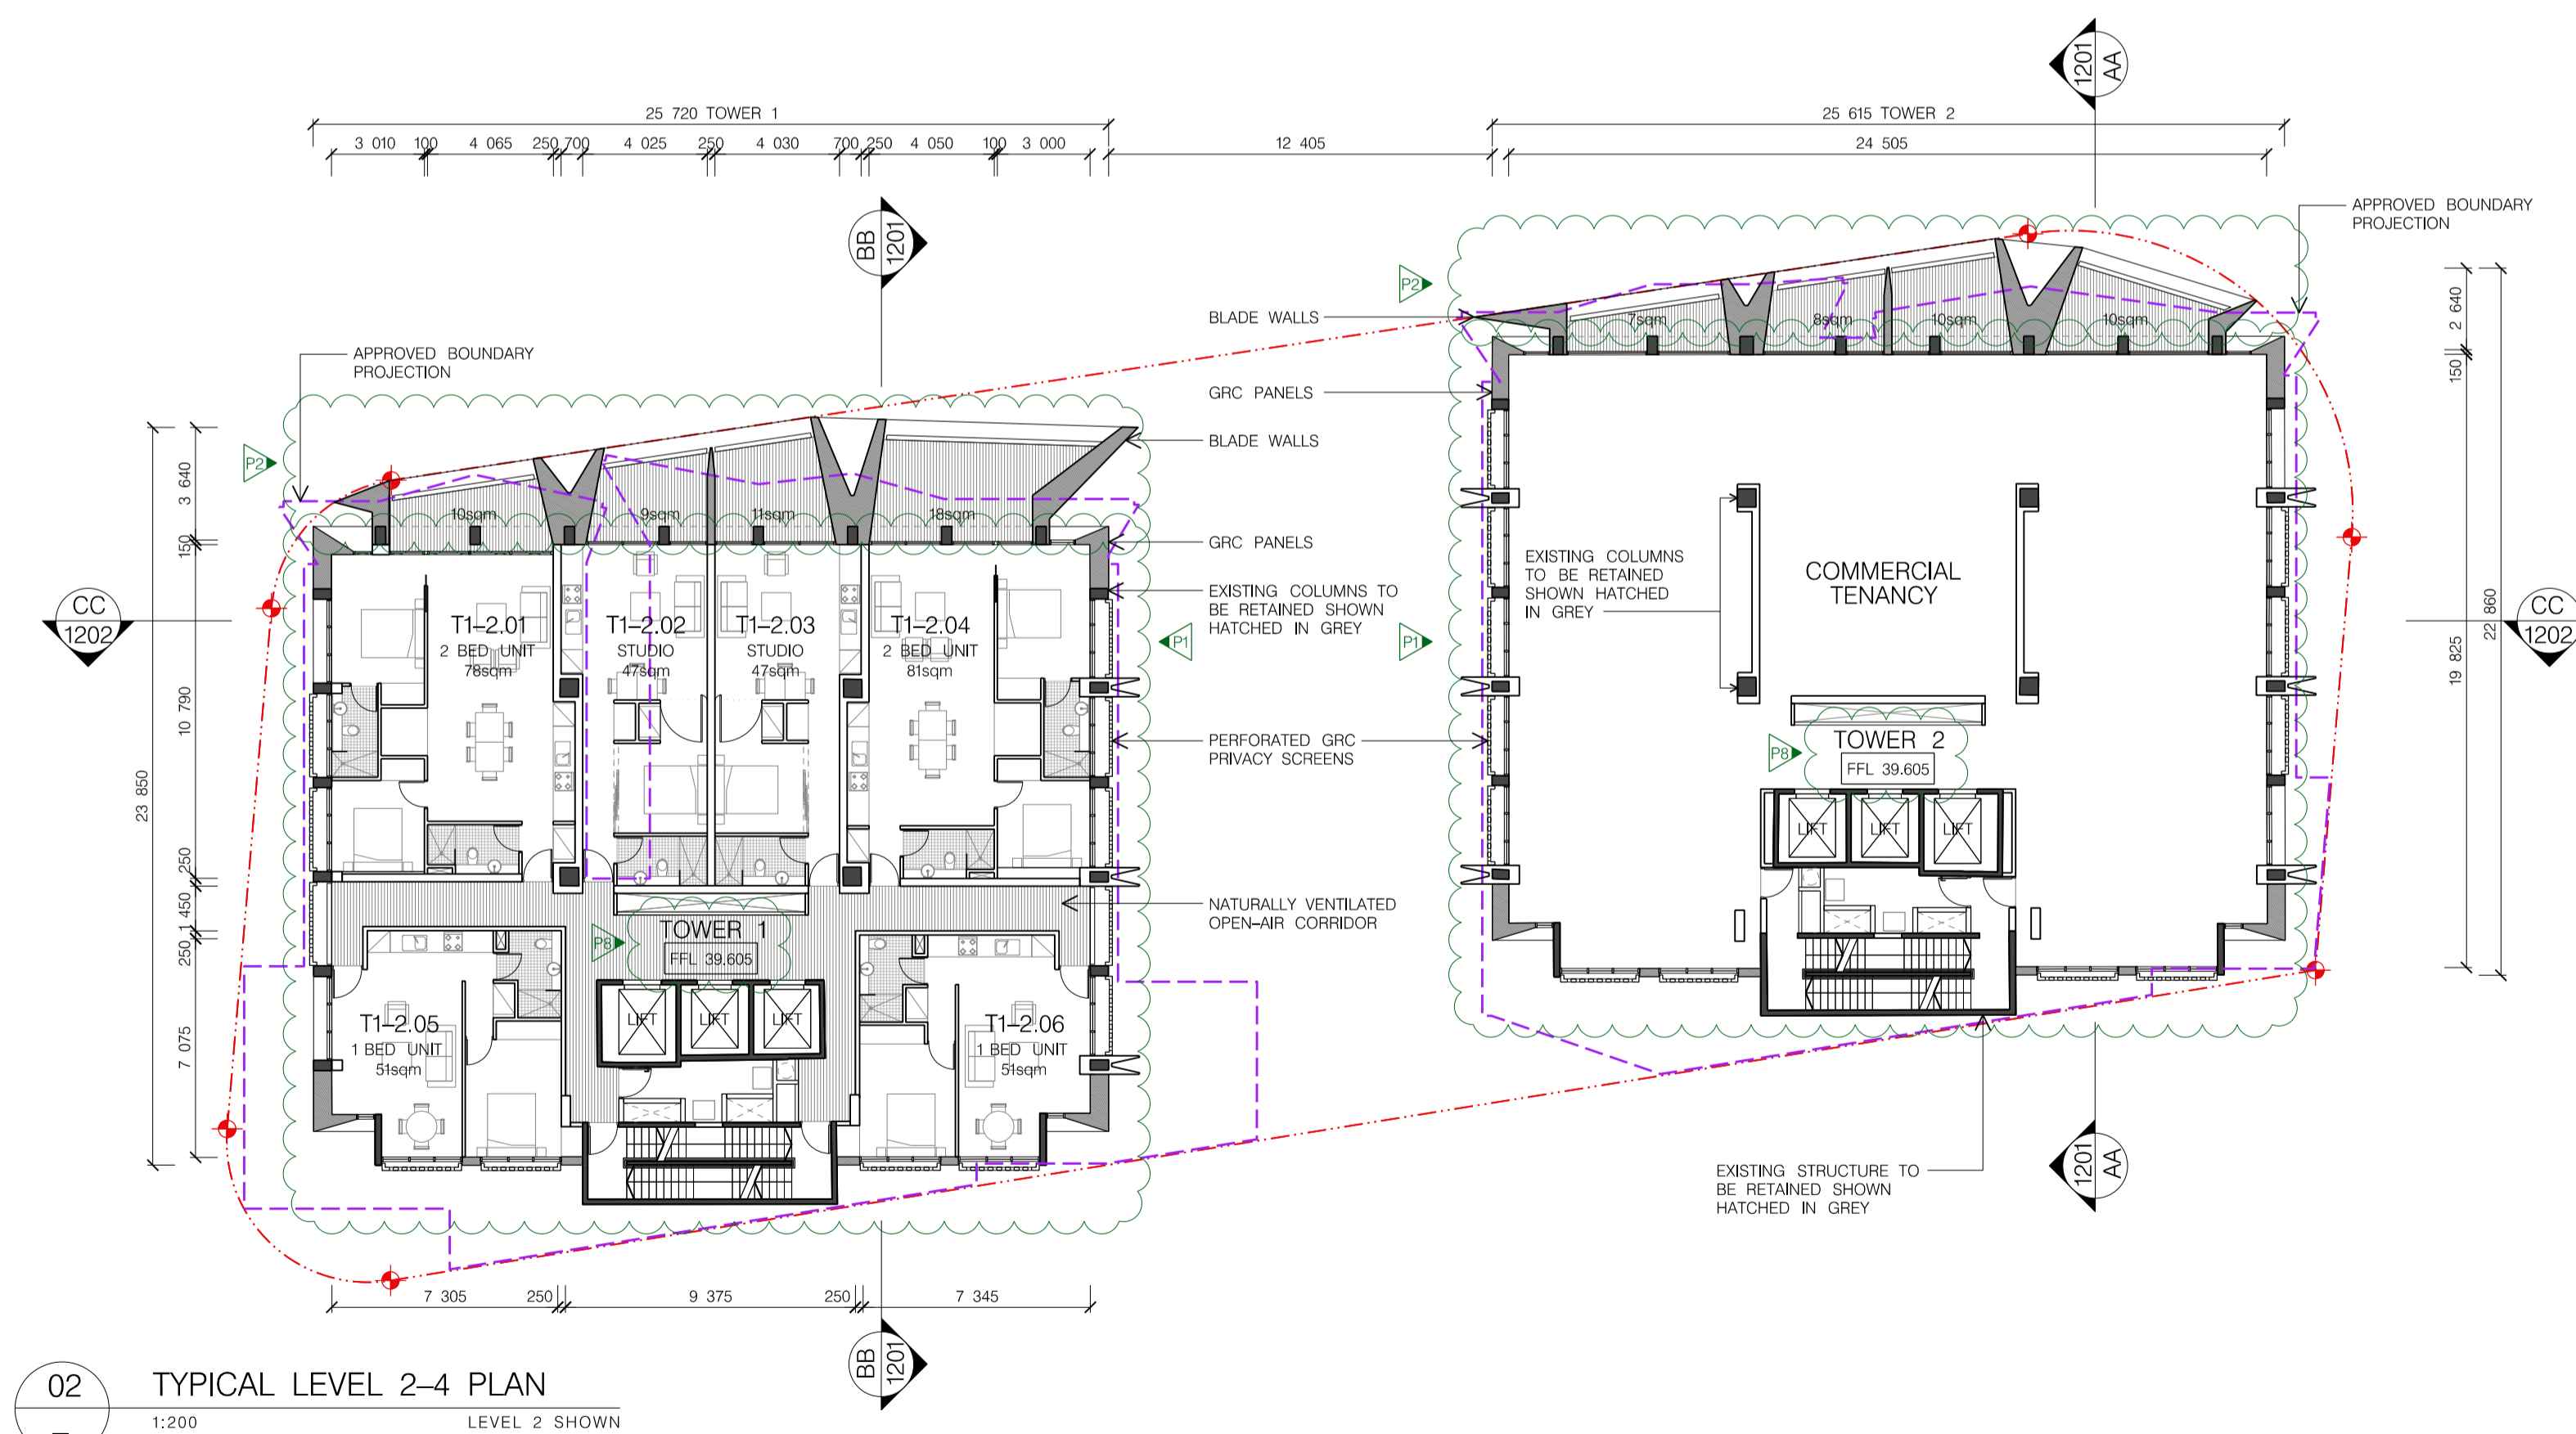 1201
AA
25 720 TOWER 1
25 615 TOWER 2
3 010
100
4 065
250
700
4 025
250
4 030
700
250
4 050
100
3 000
12 405
24 505
APPROVED BOUNDARY
PROJECTION
BB
1201
P2
BLADE WALLS
7sqm
8sqm
10sqm
10sqm
2 640
150
APPROVED BOUNDARY
PROJECTION
GRC PANELS
P2
BLADE WALLS
3 640
150
10sqm
9sqm
11sqm
18sqm
GRC PANELS
EXISTING COLUMNS TO
BE RETAINED SHOWN
HATCHED IN GREY
EXISTING COLUMNS
TO BE RETAINED
SHOWN HATCHED
IN GREY
COMMERCIAL
TENANCY
CC
1202
T1–2.01
2 BED UNIT
78sqm
T1–2.02
STUDIO
47sqm
T1–2.03
STUDIO
47sqm
T1–2.04
2 BED UNIT
81sqm
P1
P1
19 825
22 860
CC
1202
10 790
23 850
PERFORATED GRC
PRIVACY SCREENS
P8
TOWER 2
FFL 39.605
LIFT
LIFT
LIFT
250
1 450
250
NATURALLY VENTILATED
OPEN–AIR CORRIDOR
P8
TOWER 1
FFL 39.605
LIFT
LIFT
LIFT
7 075
T1–2.05
1 BED UNIT
51sqm
T1–2.06
1 BED UNIT
51sqm
EXISTING STRUCTURE TO
BE RETAINED SHOWN
HATCHED IN GREY
1201
AA
7 305
250
9 375
250
7 345
BB
1201
02
TYPICAL LEVEL 2–4 PLAN
1:200
LEVEL 2 SHOWN